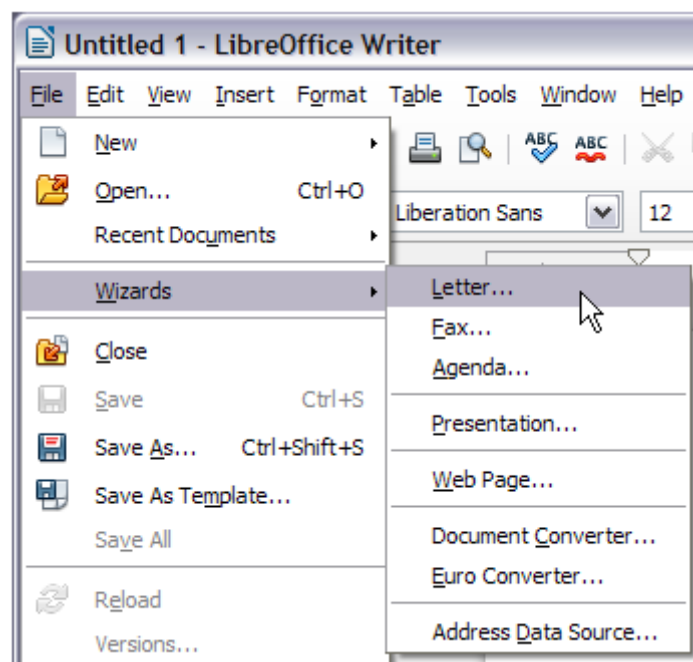 Untitled 1 - LibreOffice Writer
File Edit View Insert Format Table Tools Window Help
New
ABC ABC
Open... Ctrl+O
Liberation Sans 12
Recent Documents
Wizards
Letter...
Fax...
Agenda...
Presentation...
Web Page...
Document Converter...
Euro Converter...
Address Data Source...
Close
Save Ctrl+S
Save As... Ctrl+Shift+S
Save As Template...
Save All
Reload
Versions...